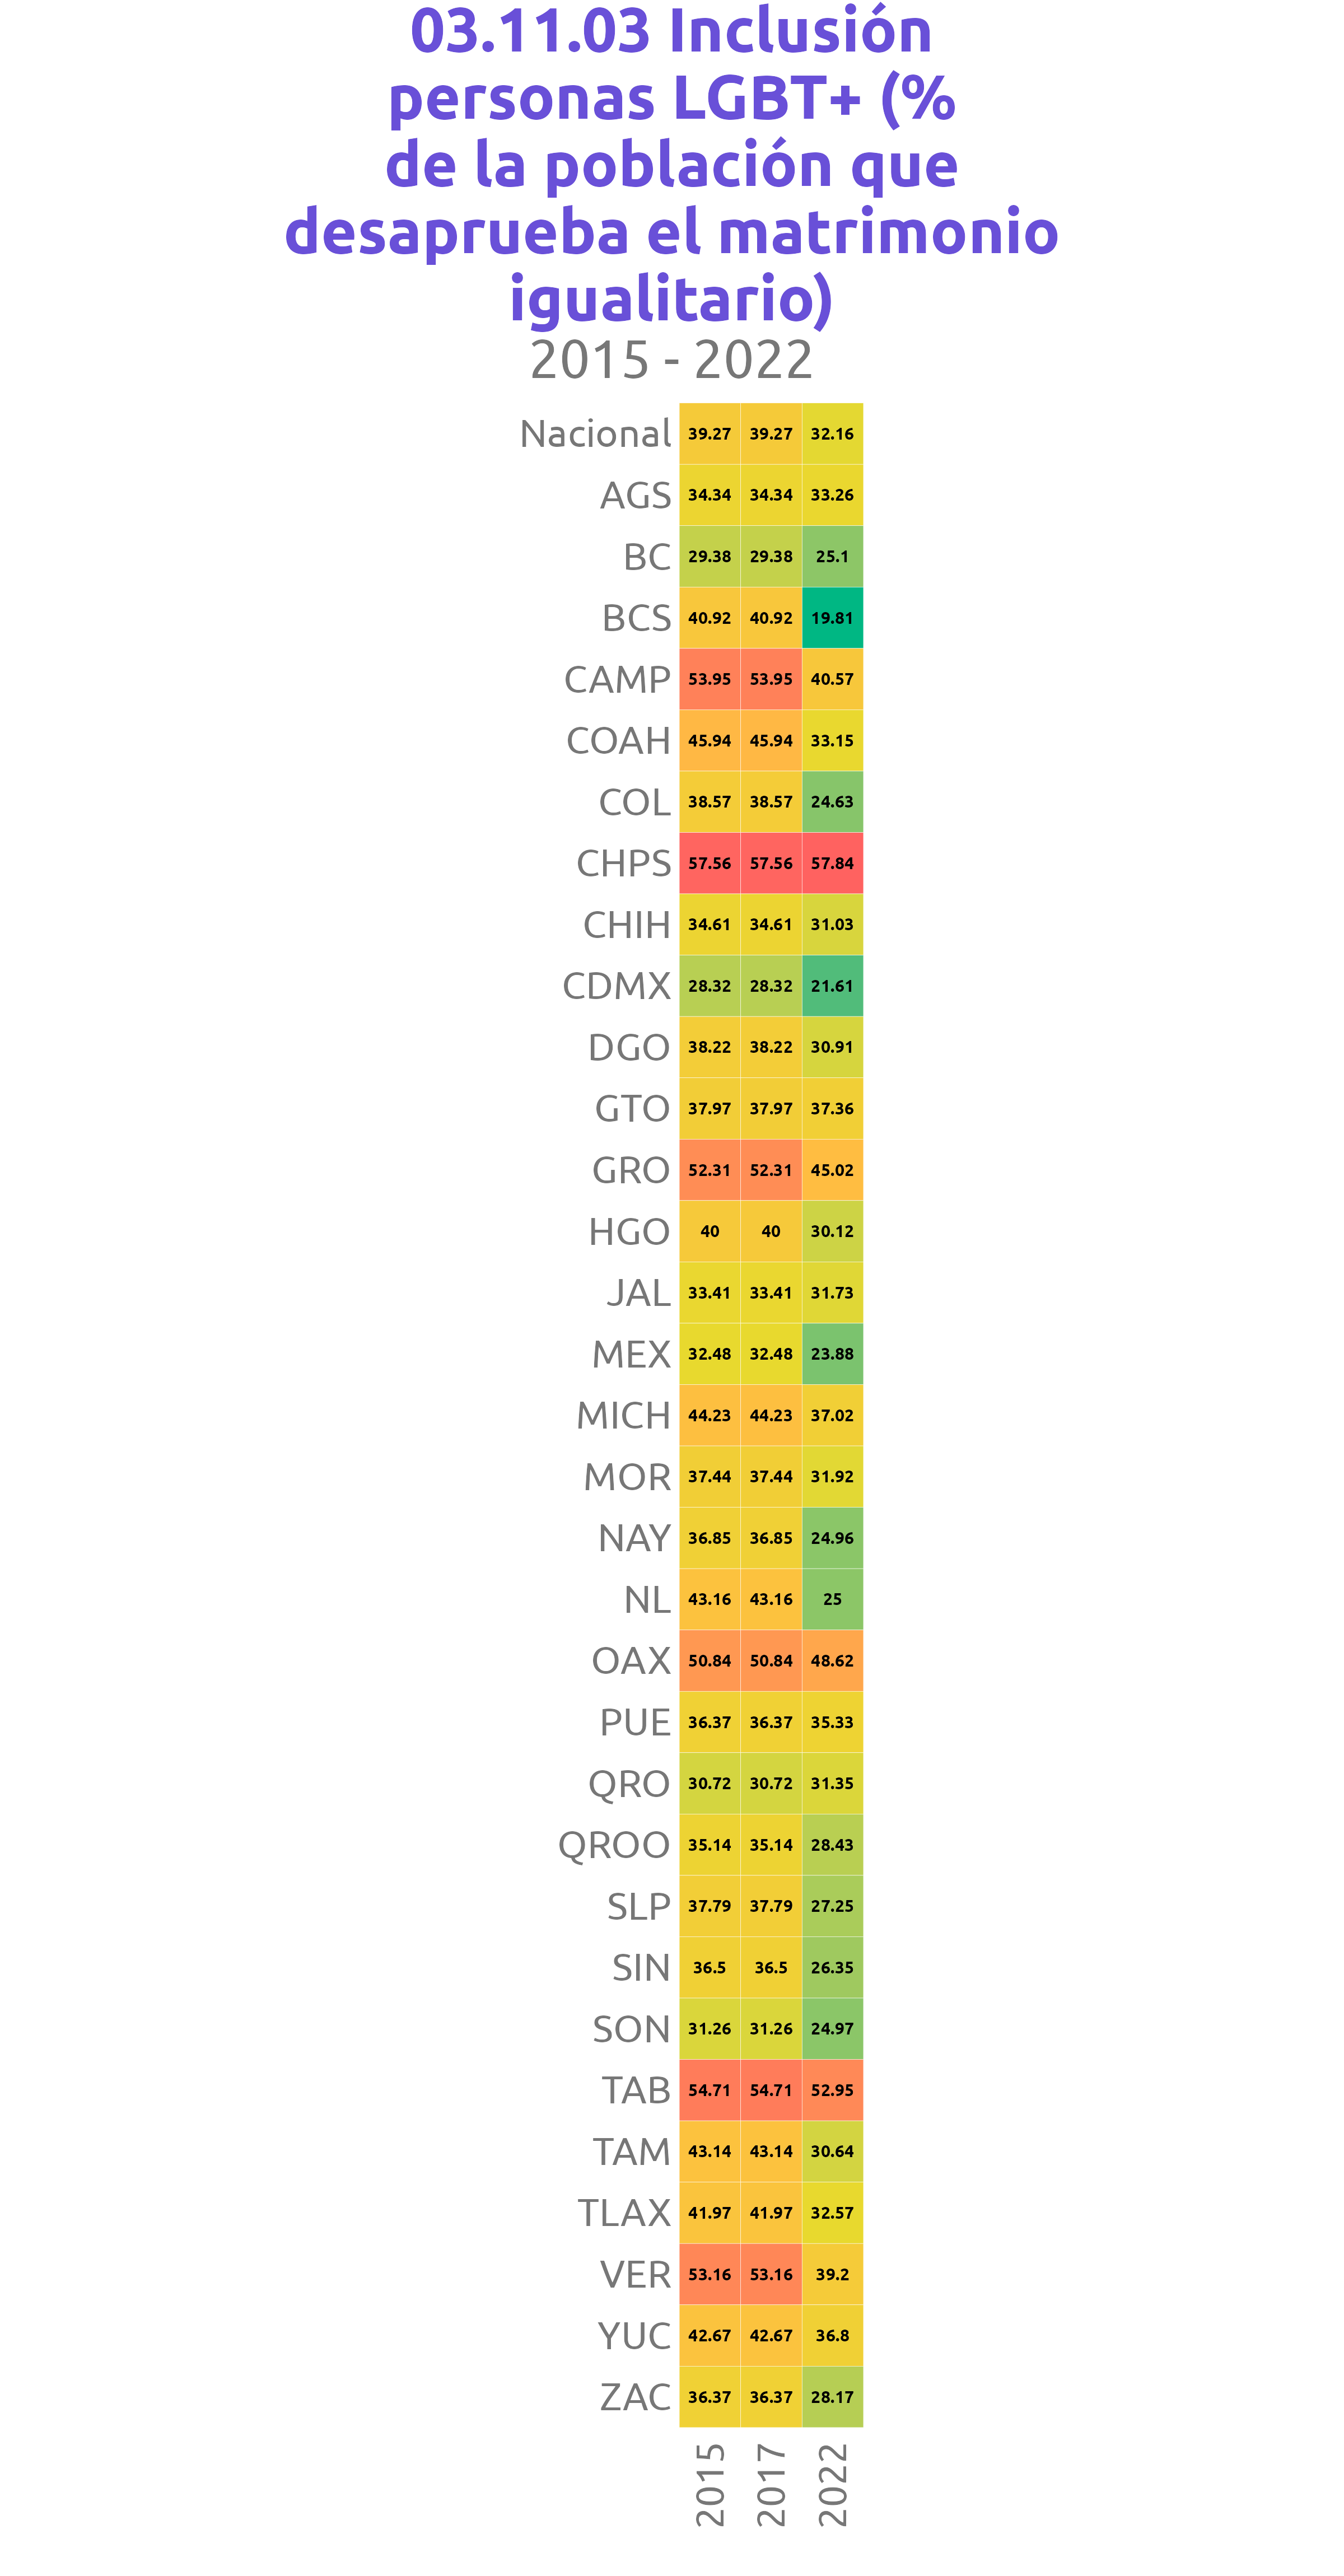 03.11.03 Inclusión
personas LGBT+ (%
de la población que
desaprueba el matrimonio
igualitario)
2015 - 2022
Nacional 39.27 39.27 32.16
AGS 34.34 34.34 33.26
BC 29.38 29.38 25.1
BCS 40.92 40.92 19.81
CAMP 53.95 53.95 40.57
COAH 45.94 45.94 33.15
COL 38.57 38.57 24.63
CHPS 57.56 57.56 57.84
CHIH 34.61 34.61 31.03
CDMX 28.32 28.32 21.61
DGO 38.22 38.22 30.91
GTO 37.97 37.97 37.36
GRO 52.31 52.31 45.02
HGO 40 40 30.12
JAL 33.41 33.41 31.73
MEX 32.48 32.48 23.88
MICH 44.23 44.23 37.02
MOR 37.44 37.44 31.92
NAY 36.85 36.85 24.96
NL 43.16 43.16 25
OAX 50.84 50.84 48.62
PUE 36.37 36.37 35.33
QRO 30.72 30.72 31.35
QROO 35.14 35.14 28.43
SLP 37.79 37.79 27.25
SIN 36.5 36.5 26.35
SON 31.26 31.26 24.97
TAB 54.71 54.71 52.95
TAM 43.14 43.14 30.64
TLAX 41.97 41.97 32.57
VER 53.16 53.16 39.2
YUC 42.67 42.67 36.8
ZAC 36.37 36.37 28.17
2015 2017 2022